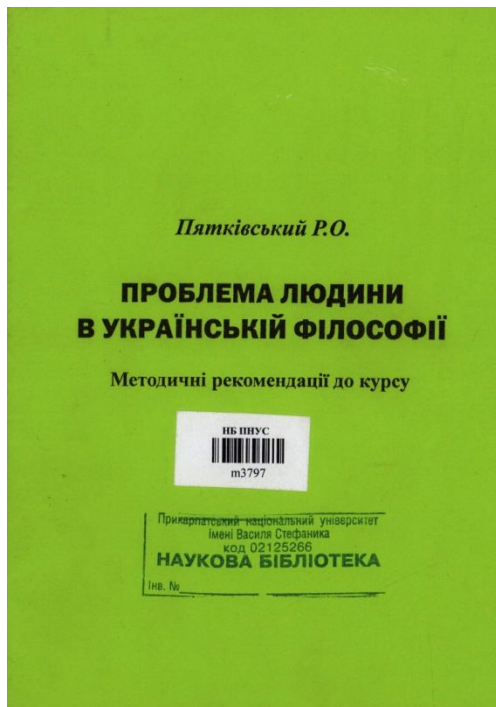 Пятківський Р.О.
ПРОБЛЕМА ЛЮДИНИ
В УКРАЇНСЬКІЙ ФІЛОСОФІЇ
Методичні рекомендації до курсу
НБ ПНУС
m3797
Прикарпатський національний університет
імені Василя Стефаника
код 02125266
НАУКОВА БІБЛІОТЕКА
Інв. №